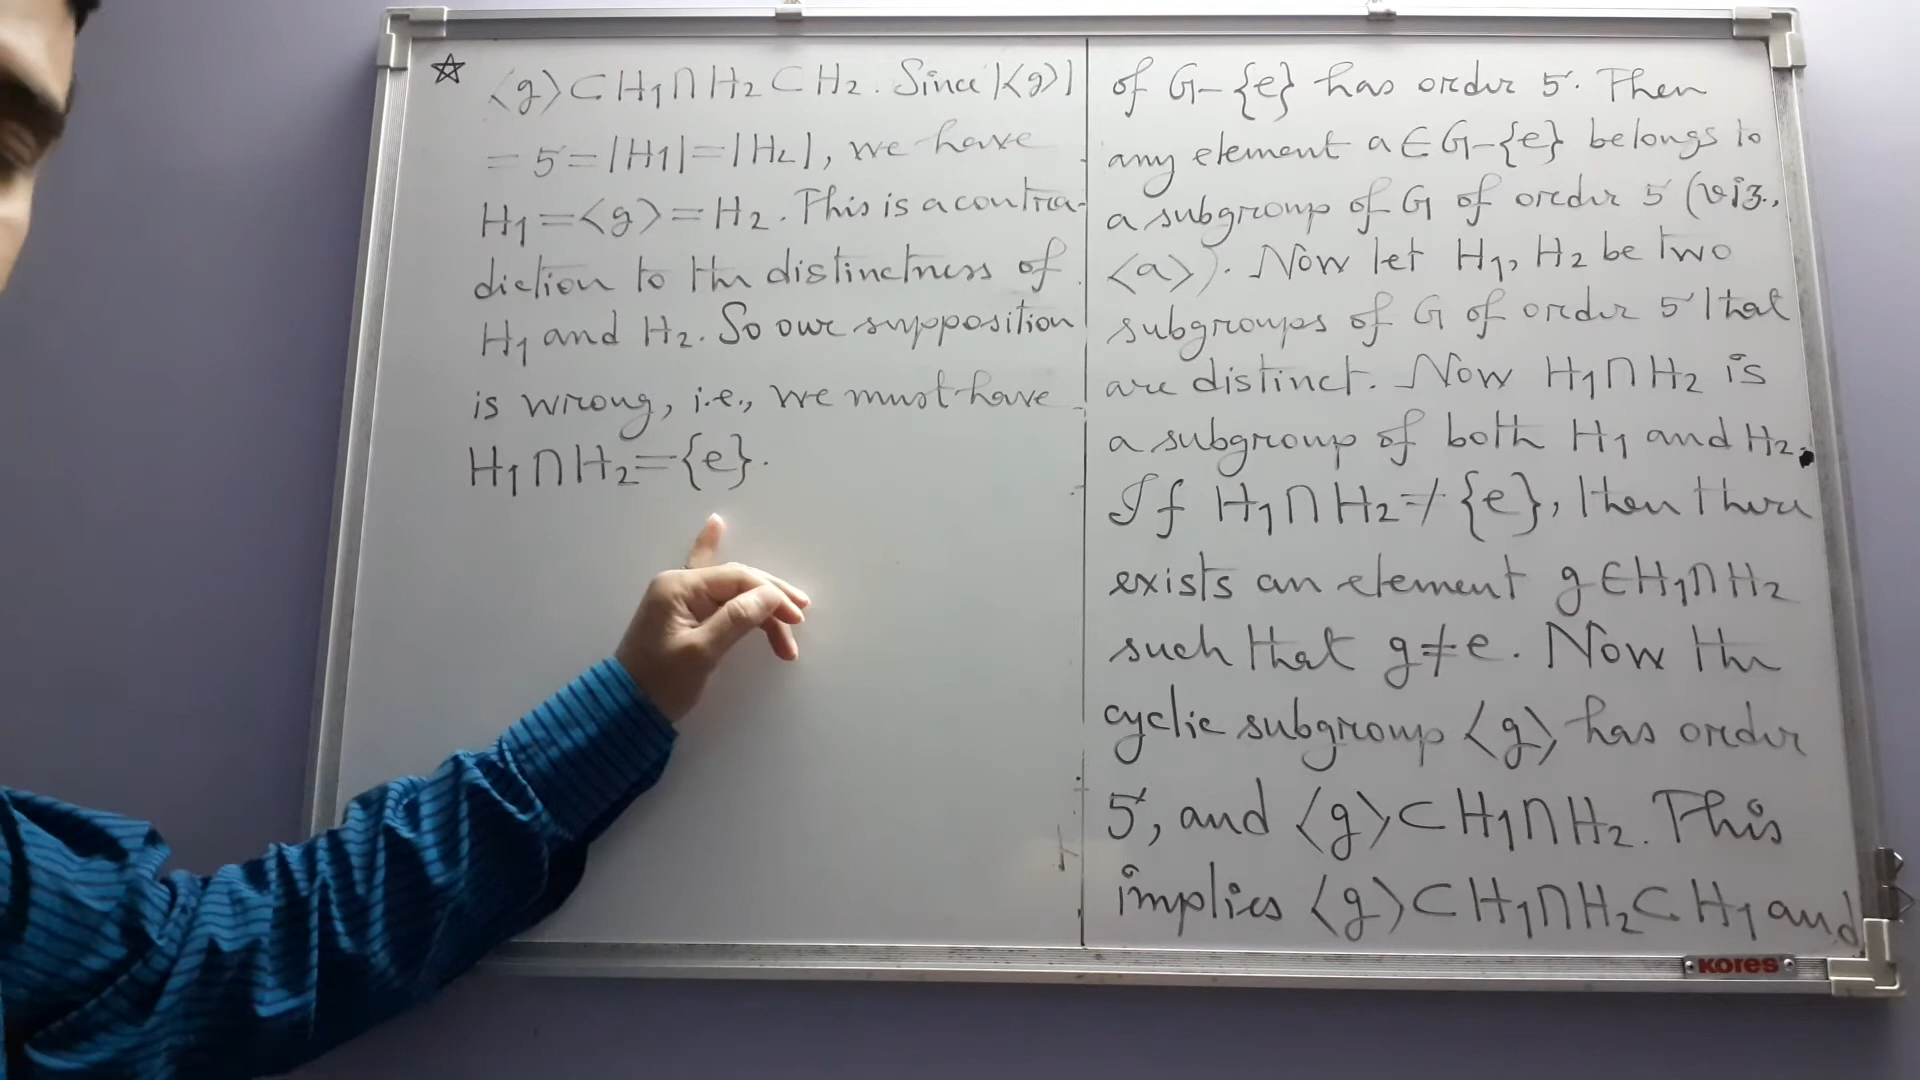 ☆ <g>⊂H1∩H2⊂H2. Since |<g>|
= 5=|H1|=|H2|, we have
H1=<g>=H2. This is a contra-
diction to the distinctness of
H1 and H2. So our supposition
is wrong, i.e., we must have
H1∩H2={e}.
of G-{e} has order 5. Then
any element a∈G-{e} belongs to
a subgroup of G of order 5 (viz.,
<a>). Now let H1, H2 be two
subgroups of G of order 5 that
are distinct. Now H1∩H2 is
a subgroup of both H1 and H2.
If H1∩H2≠{e}, then there
exists an element g∈H1∩H2
such that g≠e. Now the
cyclic subgroup <g> has order
5, and <g>⊂H1∩H2. This
implies <g>⊂H1∩H2⊂H1 and
KORES